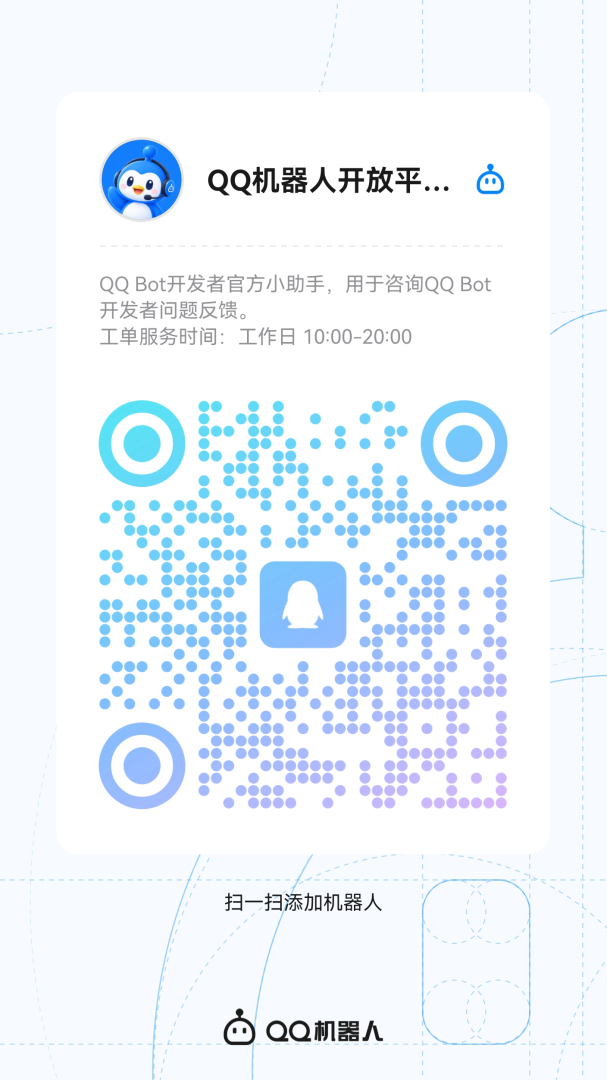 QQ机器人开放平...
QQ Bot开发者官方小助手，用于咨询QQ Bot
开发者问题反馈。
工单服务时间：工作日 10:00-20:00
扫一扫添加机器人
QQ机器人